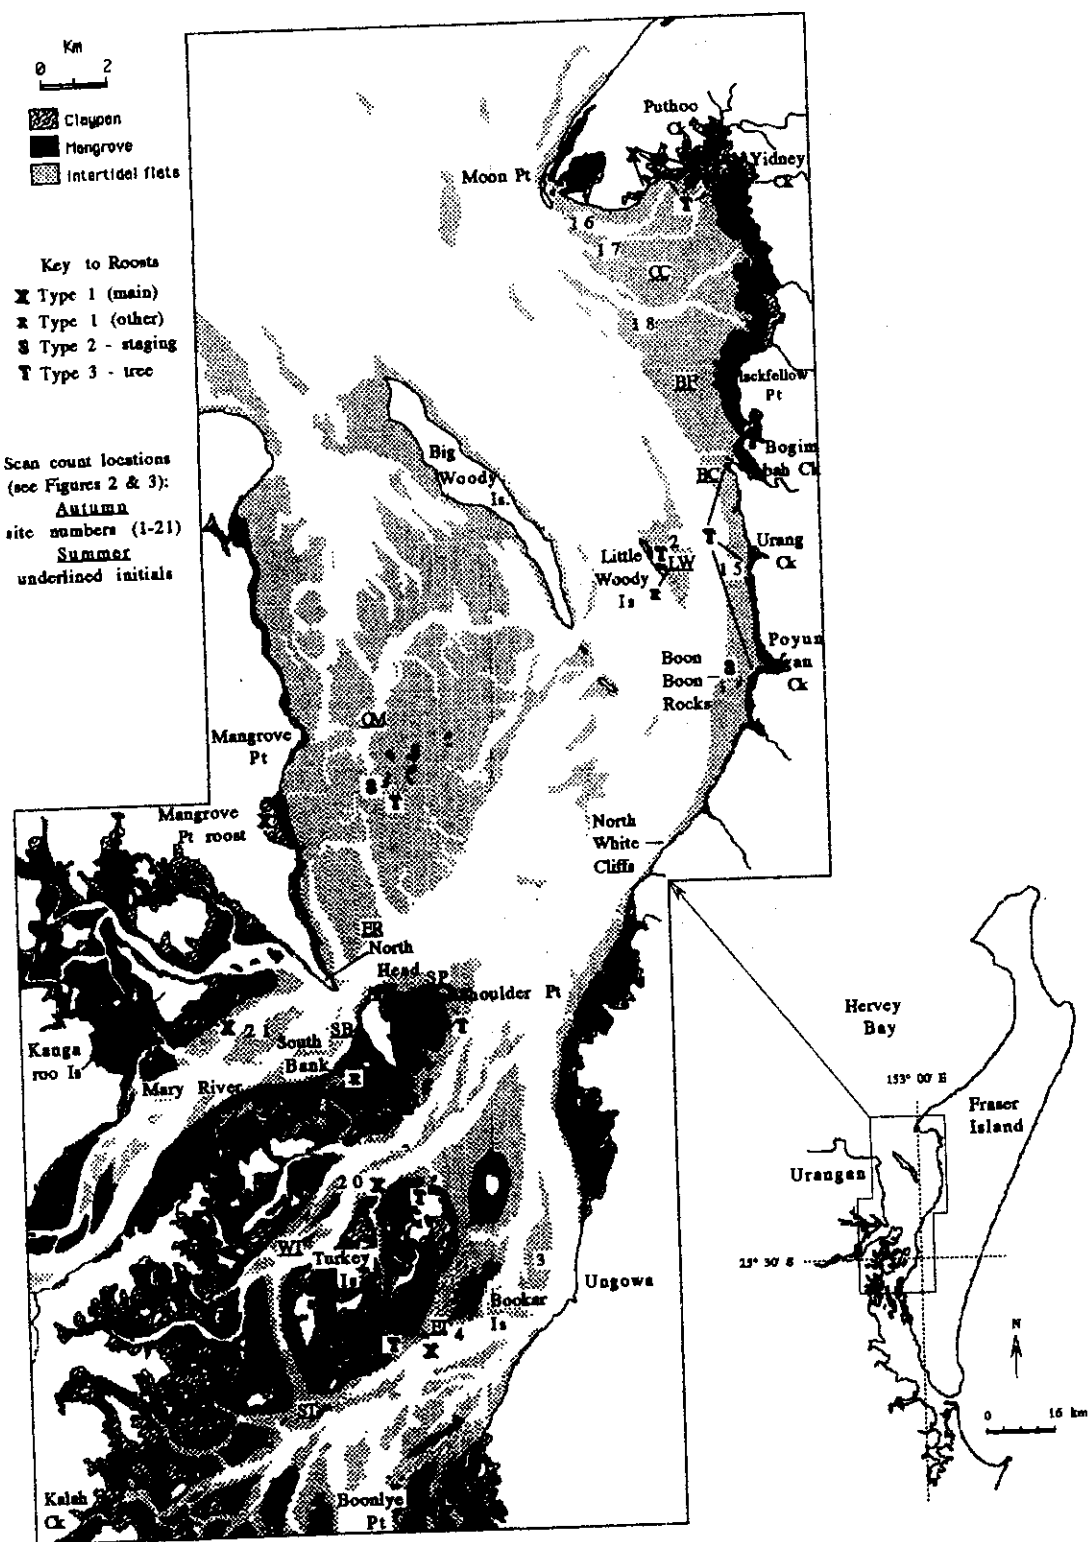 Km
0 2
Claypan
Mangrove
Intertidal flats
Key to Roosts
Type 1 (main)
Type 1 (other)
S Type 2 - staging
T Type 3 - tree
Scan count locations
(see Figures 2 & 3):
Autumn
site numbers (1-21)
Summer
underlined initials
Puthoo
Ck
Yidney
Ck
Moon Pt
T
16
17
CC
18
BF
lackfellow
Pt
Bogim
bah Ck
BC
Big
Woody
Is.
T
2
T
LW
Little
Woody
Is
15
Urang
Ck
Poyun
gan
Ck
Boon
Boon
Rocks
S
OM
Mangrove
Pt
S
T
Mangrove
Pt roost
North
White
Cliffs
North
Head
SP
Shoulder Pt
T
21
SB
South
Bank
Kanga
roo Is
Mary River
20
T
WI
Turkey
Is
3
Ungowa
Bookar
Is
4
T
Kalah
Ck
Boonlye
Pt
Hervey
Bay
153° 00' E
Fraser
Island
Urangan
25° 30' S
N
0 16 km